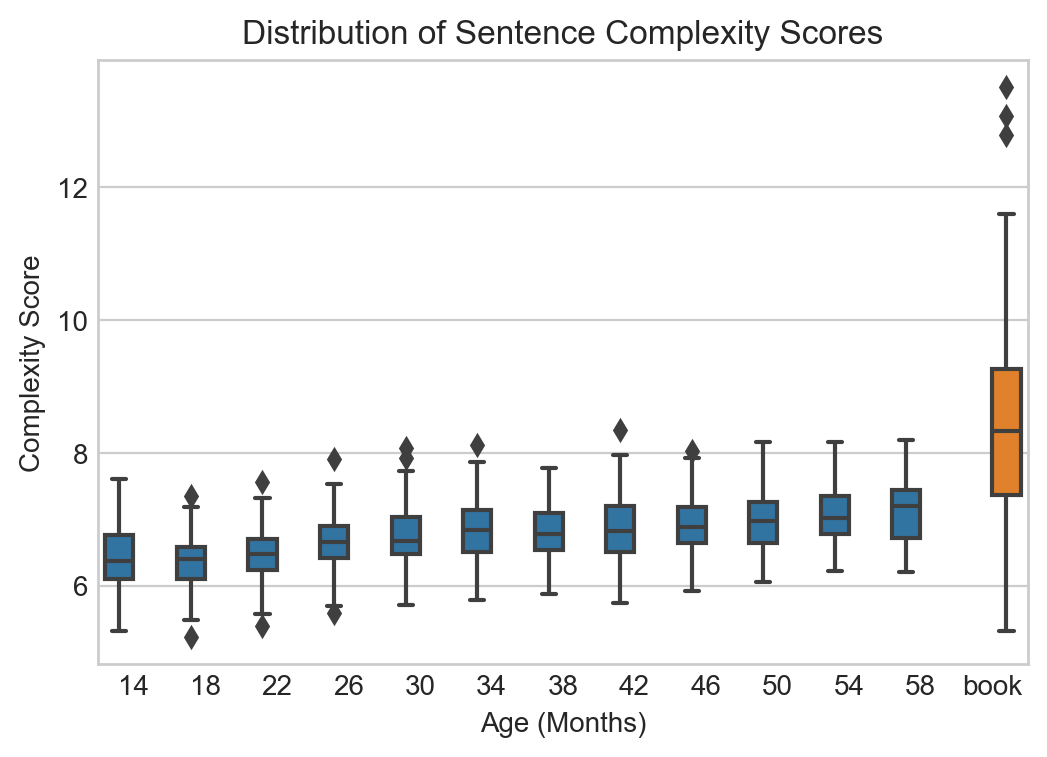 Distribution of Sentence Complexity Scores
12
10
8
6
Complexity Score
14 18 22 26 30 34 38 42 46 50 54 58 book
Age (Months)